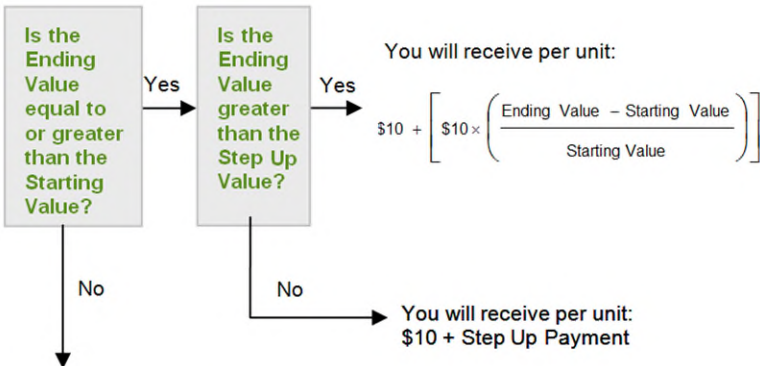 Is the
Ending
Value
equal to
or greater
than the
Starting
Value?
Yes
Is the
Ending
Value
greater
than the
Step Up
Value?
Yes
You will receive per unit:
$10 + [ $10 × ( Ending Value – Starting Value
Starting Value ) ]
No
No
You will receive per unit:
$10 + Step Up Payment